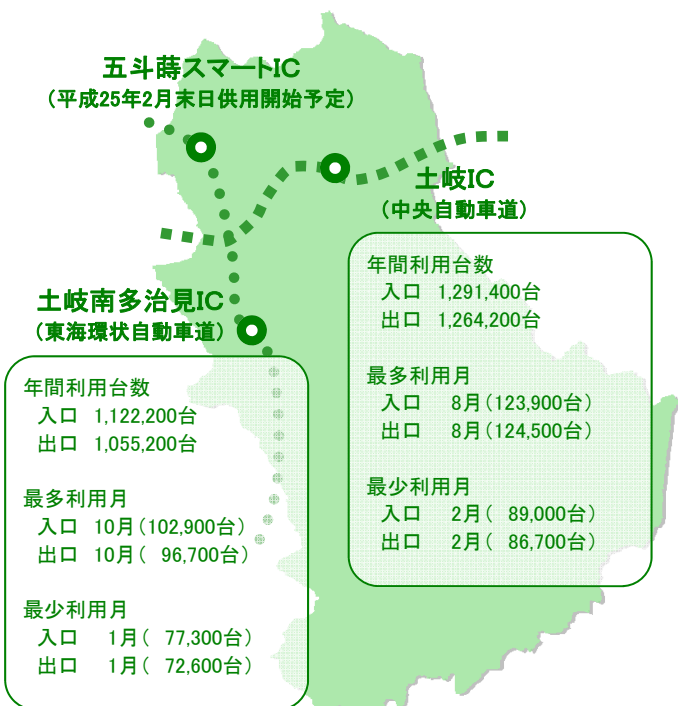 五斗蒔スマートIC
（平成25年2月末日供用開始予定）
土岐IC
（中央自動車道）
年間利用台数
入口 1,291,400台
出口 1,264,200台
最多利用月
入口 8月（123,900台）
出口 8月（124,500台）
最少利用月
入口 2月（ 89,000台）
出口 2月（ 86,700台）
土岐南多治見IC
（東海環状自動車道）
年間利用台数
入口 1,122,200台
出口 1,055,200台
最多利用月
入口 10月（102,900台）
出口 10月（ 96,700台）
最少利用月
入口 1月（ 77,300台）
出口 1月（ 72,600台）